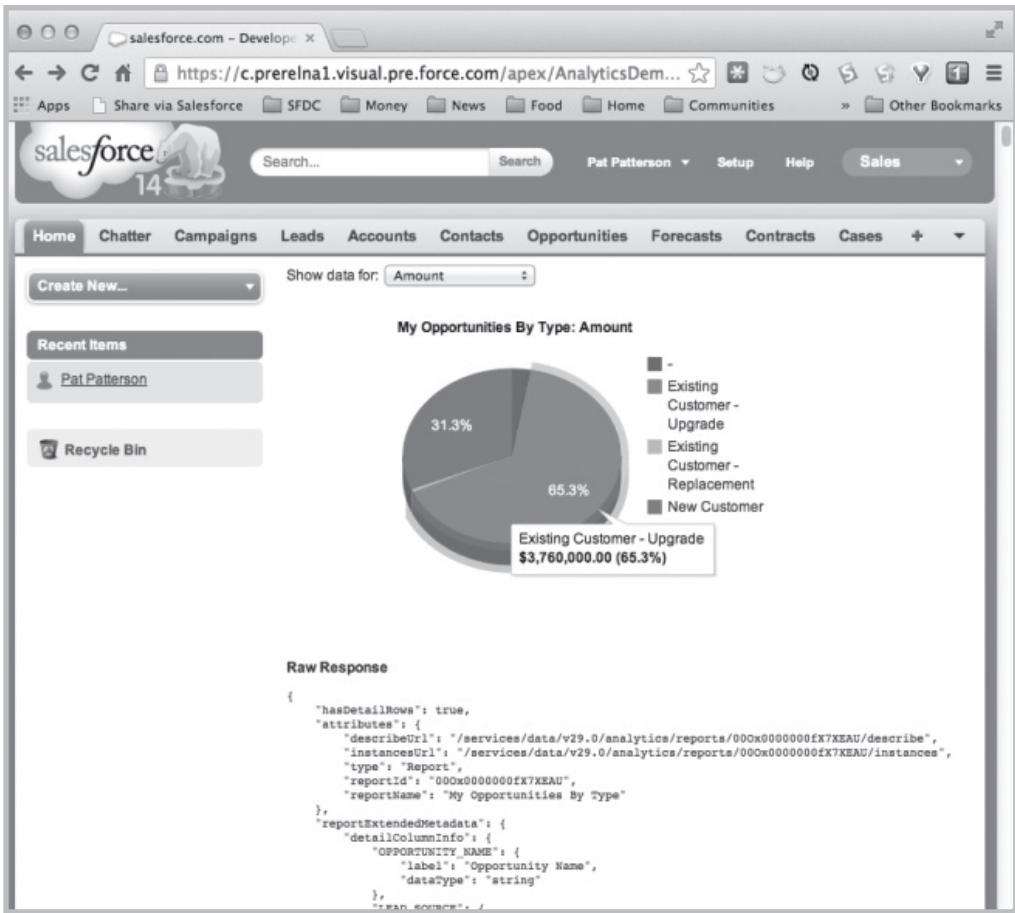 salesforce.com – Develope ×
https://c.prerelna1.visual.pre.force.com/apex/AnalyticsDem...
Apps Share via Salesforce SFDC Money News Food Home Communities » Other Bookmarks
salesforce
14
Search... Search Pat Patterson Setup Help Sales
Home Chatter Campaigns Leads Accounts Contacts Opportunities Forecasts Contracts Cases +
Create New...
Recent Items
Pat Patterson
Recycle Bin
Show data for: Amount
My Opportunities By Type: Amount
31.3%
65.3%
-
Existing
Customer -
Upgrade
Existing
Customer -
Replacement
New Customer
Existing Customer - Upgrade
$3,760,000.00 (65.3%)
Raw Response
{
"hasDetailRows": true,
"attributes": {
"describeUrl": "/services/data/v29.0/analytics/reports/00Ox0000000fX7XEAU/describe",
"instancesUrl": "/services/data/v29.0/analytics/reports/00Ox0000000fX7XEAU/instances",
"type": "Report",
"reportId": "00Ox0000000fX7XEAU",
"reportName": "My Opportunities By Type"
},
"reportExtendedMetadata": {
"detailColumnInfo": {
"OPPORTUNITY_NAME": {
"label": "Opportunity Name",
"dataType": "string"
},
"LEAD_SOURCE": {